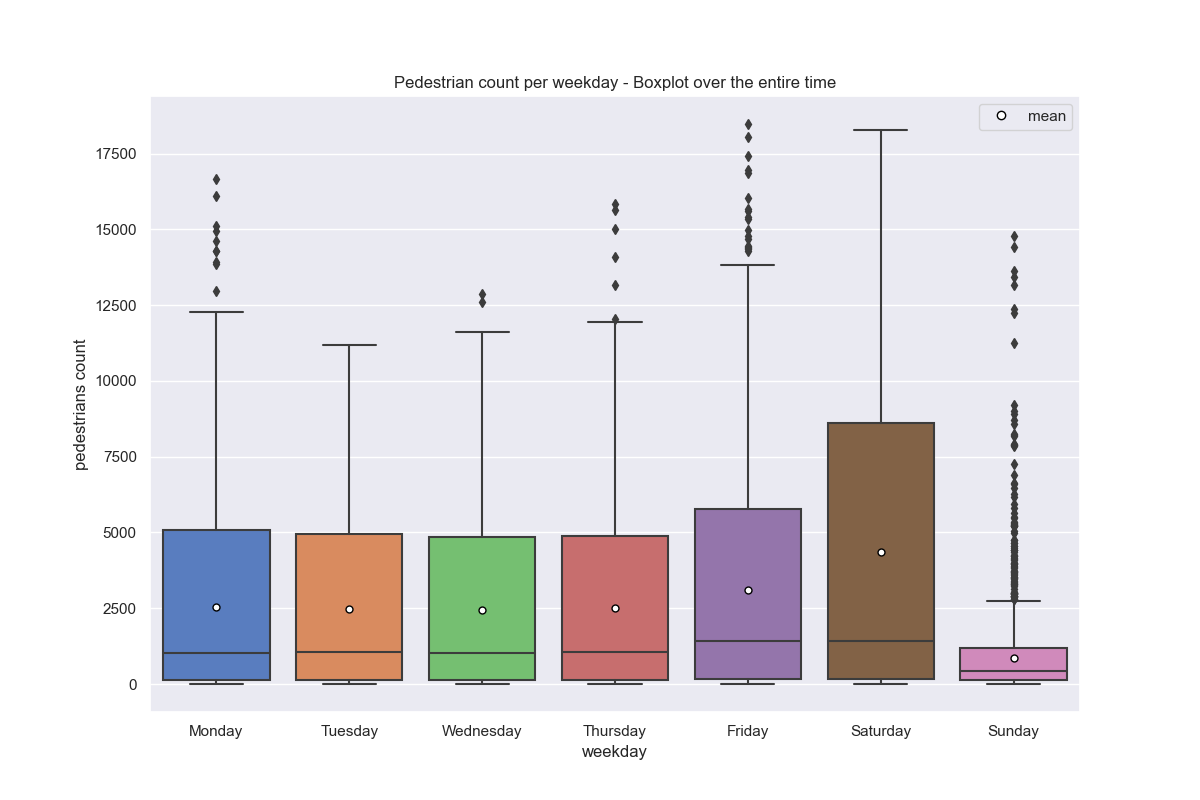 Pedestrian count per weekday - Boxplot over the entire time
mean
17500
15000
12500
10000
7500
5000
2500
0
pedestrians count
Monday Tuesday Wednesday Thursday Friday Saturday Sunday
weekday